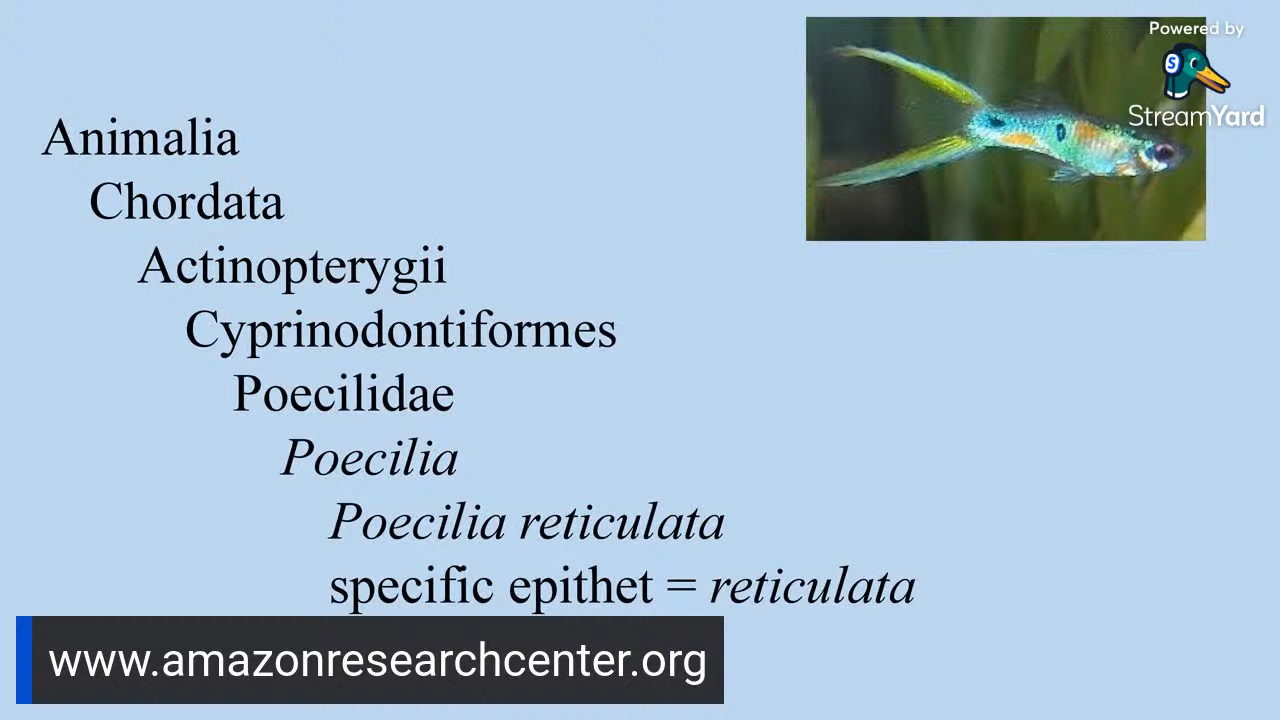 Powered by
StreamYard
Animalia
Chordata
Actinopterygii
Cyprinodontiformes
Poecilidae
Poecilia
Poecilia reticulata
specific epithet = reticulata
www.amazonresearchcenter.org